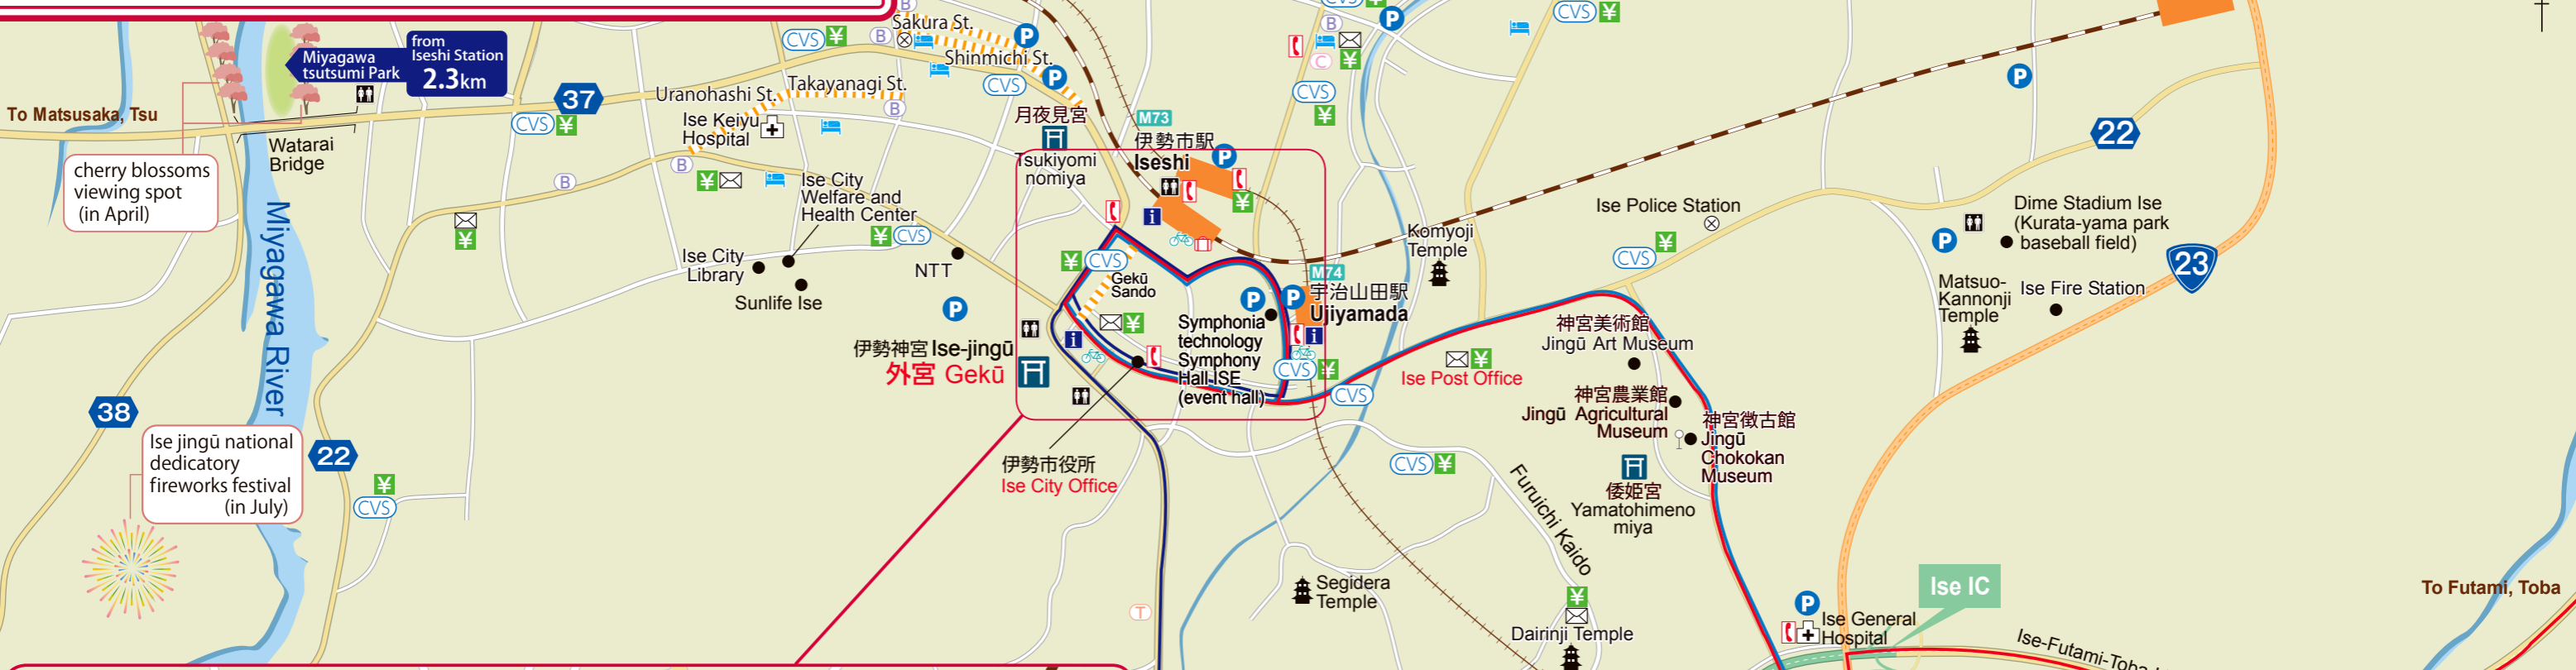 Sakura St.
Shinmichi St.
Takayanagi St.
Uranohashi St.
from
Iseshi Station
2.3km
Miyagawa
tsutsumi Park
To Matsusaka, Tsu
37
CVS
¥
B
P
Watarai
Bridge
cherry blossoms
viewing spot
(in April)
Miyagawa River
Ise Keiyu
Hospital
Ise City
Welfare and
Health Center
Ise City
Library
Sunlife Ise
NTT
月夜見宮
Tsukiyomi
nomiya
M73
伊勢市駅
Iseshi
Gekū
Sando
M74
宇治山田駅
Ujiyamada
Symphonia
technology
Symphony
Hall ISE
(event hall)
伊勢神宮 Ise-jingū
外宮 Gekū
伊勢市役所
Ise City Office
Komyoji
Temple
Ise Police Station
22
23
Dime Stadium Ise
(Kurata-yama park
baseball field)
Matsuo-
Kannonji
Temple
Ise Fire Station
神宮美術館
Jingū Art Museum
Ise Post Office
神宮農業館
Jingū Agricultural
Museum
神宮徴古館
Jingū
Chokokan
Museum
倭姫宮
Yamatohimeno
miya
Furuichi Kaido
38
22
Ise jingū national
dedicatory
fireworks festival
(in July)
T
Segidera
Temple
Dairinji Temple
Ise General
Hospital
Ise IC
To Futami, Toba
Ise-Futami-Toba